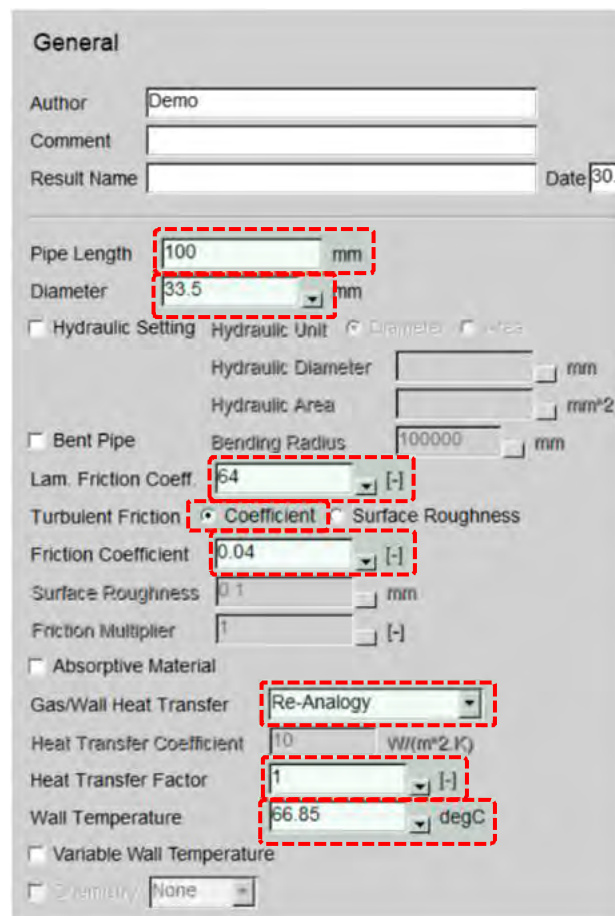 General
Author Demo
Comment
Result Name Date 30.
Pipe Length 100 mm
Diameter 33.5 mm
Hydraulic Setting Hydraulic Unit Diameter Area
Hydraulic Diameter mm
Hydraulic Area mm^2
Bent Pipe Bending Radius 100000 mm
Lam. Friction Coeff. 64 [-]
Turbulent Friction Coefficient Surface Roughness
Friction Coefficient 0.04 [-]
Surface Roughness 0.1 mm
Friction Multiplier 1 [-]
Absorptive Material
Gas/Wall Heat Transfer Re-Analogy
Heat Transfer Coefficient 10 W/(m^2.K)
Heat Transfer Factor 1 [-]
Wall Temperature 66.85 degC
Variable Wall Temperature
Chemistry None